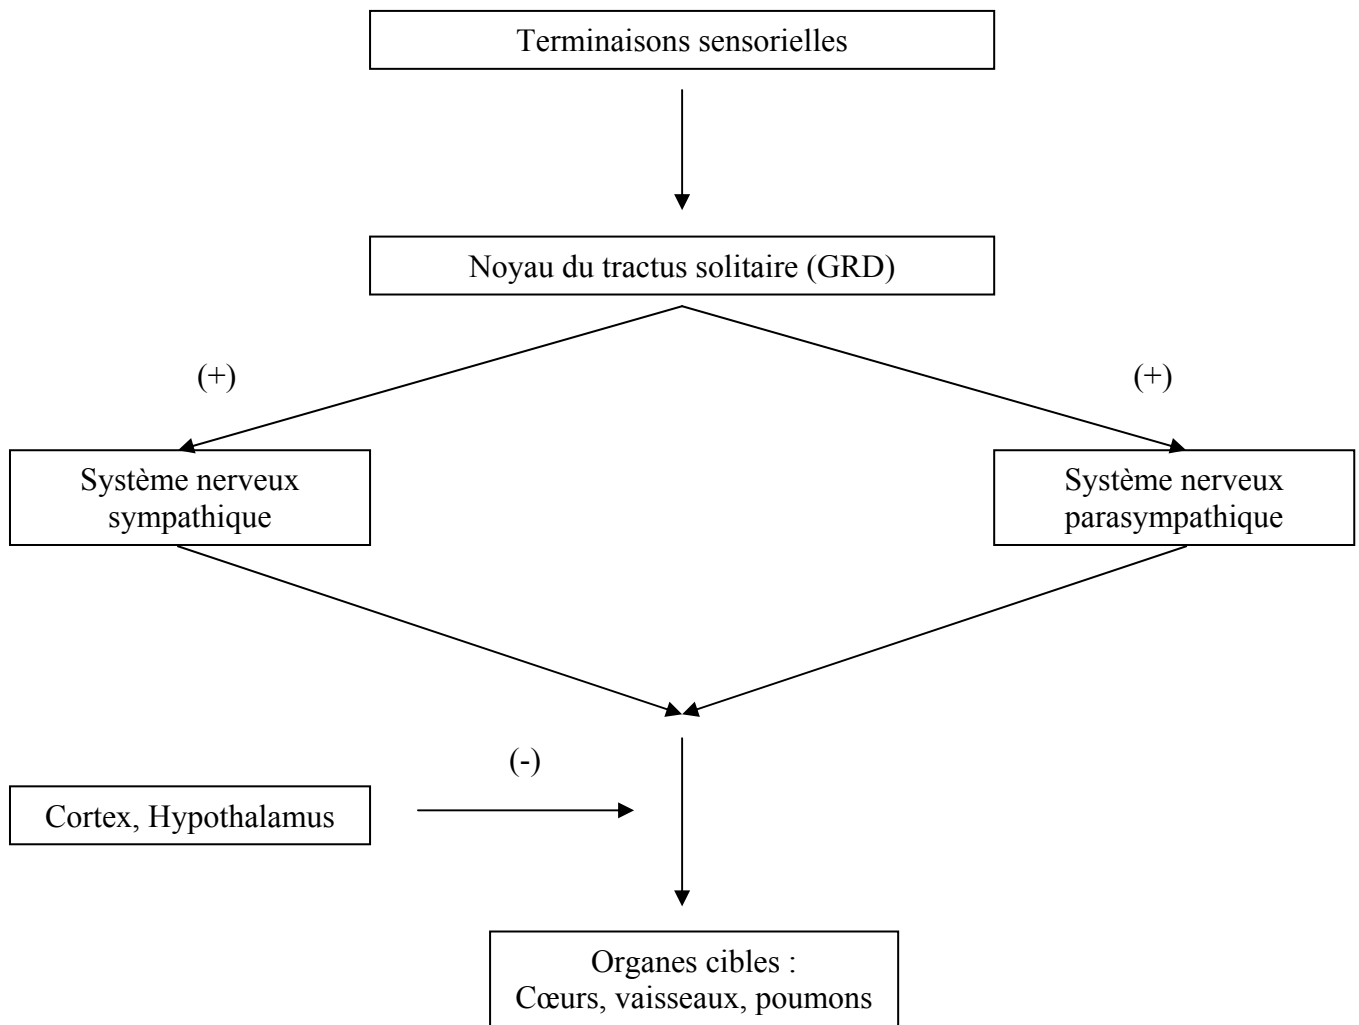 Terminaisons sensorielles
Noyau du tractus solitaire (GRD)
(+)
(+)
Système nerveux
sympathique
Système nerveux
parasympathique
(-)
Cortex, Hypothalamus
Organes cibles :
Cœurs, vaisseaux, poumons